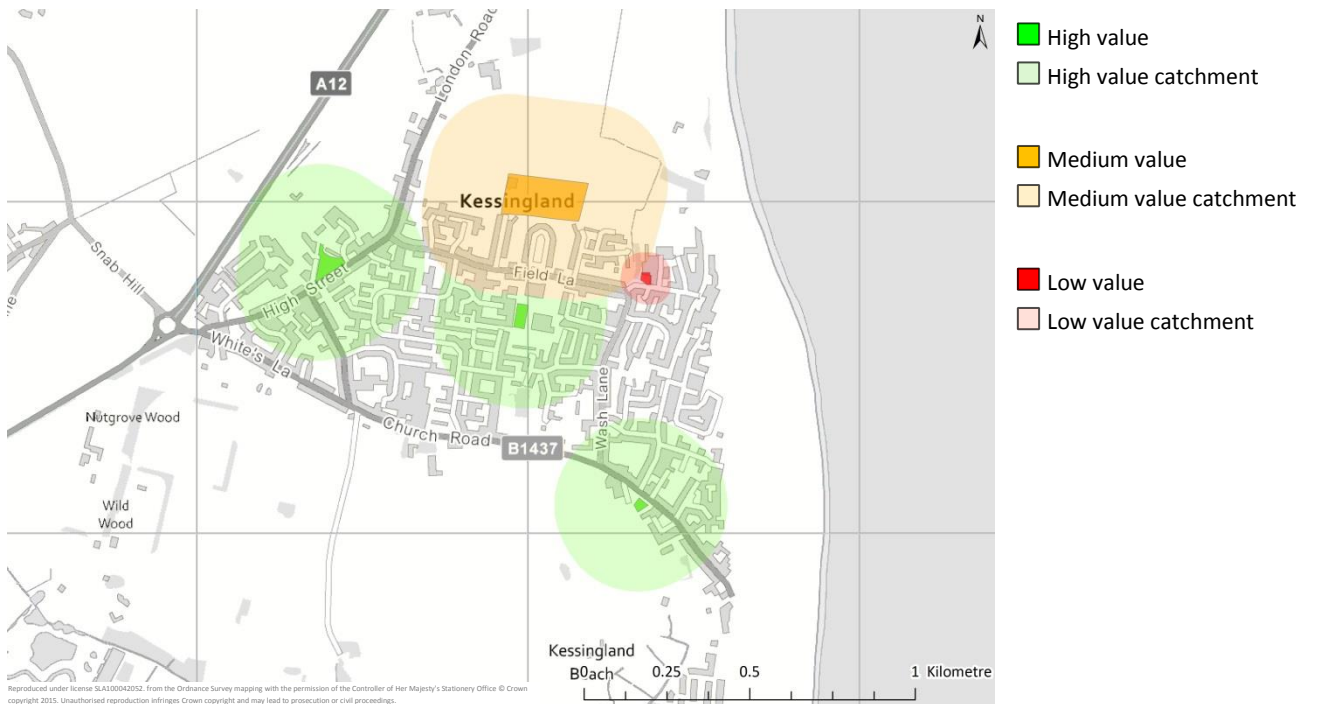 N
High value
High value catchment
Medium value
Medium value catchment
Low value
Low value catchment
A12
London Road
Kessingland
Snab Hill
High Street
Field La
White's La
Nutgrove Wood
Church Road
Wash Lane
B1437
Wild
Wood
Kessingland
Beach
0 0.25 0.5 1 Kilometre
Reproduced under license SLA100042052. from the Ordnance Survey mapping with the permission of the Controller of Her Majesty's Stationery Office © Crown
copyright 2015. Unauthorised reproduction infringes Crown copyright and may lead to prosecution or civil proceedings.